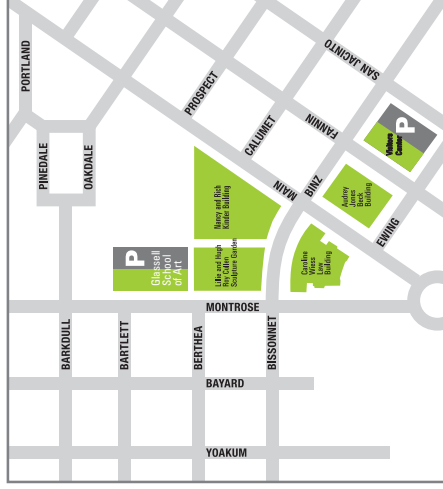 PORTLAND
SAN JACINTO
PROSPECT
CALUMET
FANNIN
PINEDALE
OAKDALE
Visitors
Center
P
MAIN
BINZ
Nancy and Rich
Kinder Building
Audrey
Jones
Beck
Building
EWING
P
Glassell
School
of Art
Lillie and Hugh
Roy Cullen
Sculpture Garden
Caroline
Wiess
Law
Building
MONTROSE
BARKDULL
BARTLETT
BERTHEA
BISSONNET
BAYARD
YOAKUM